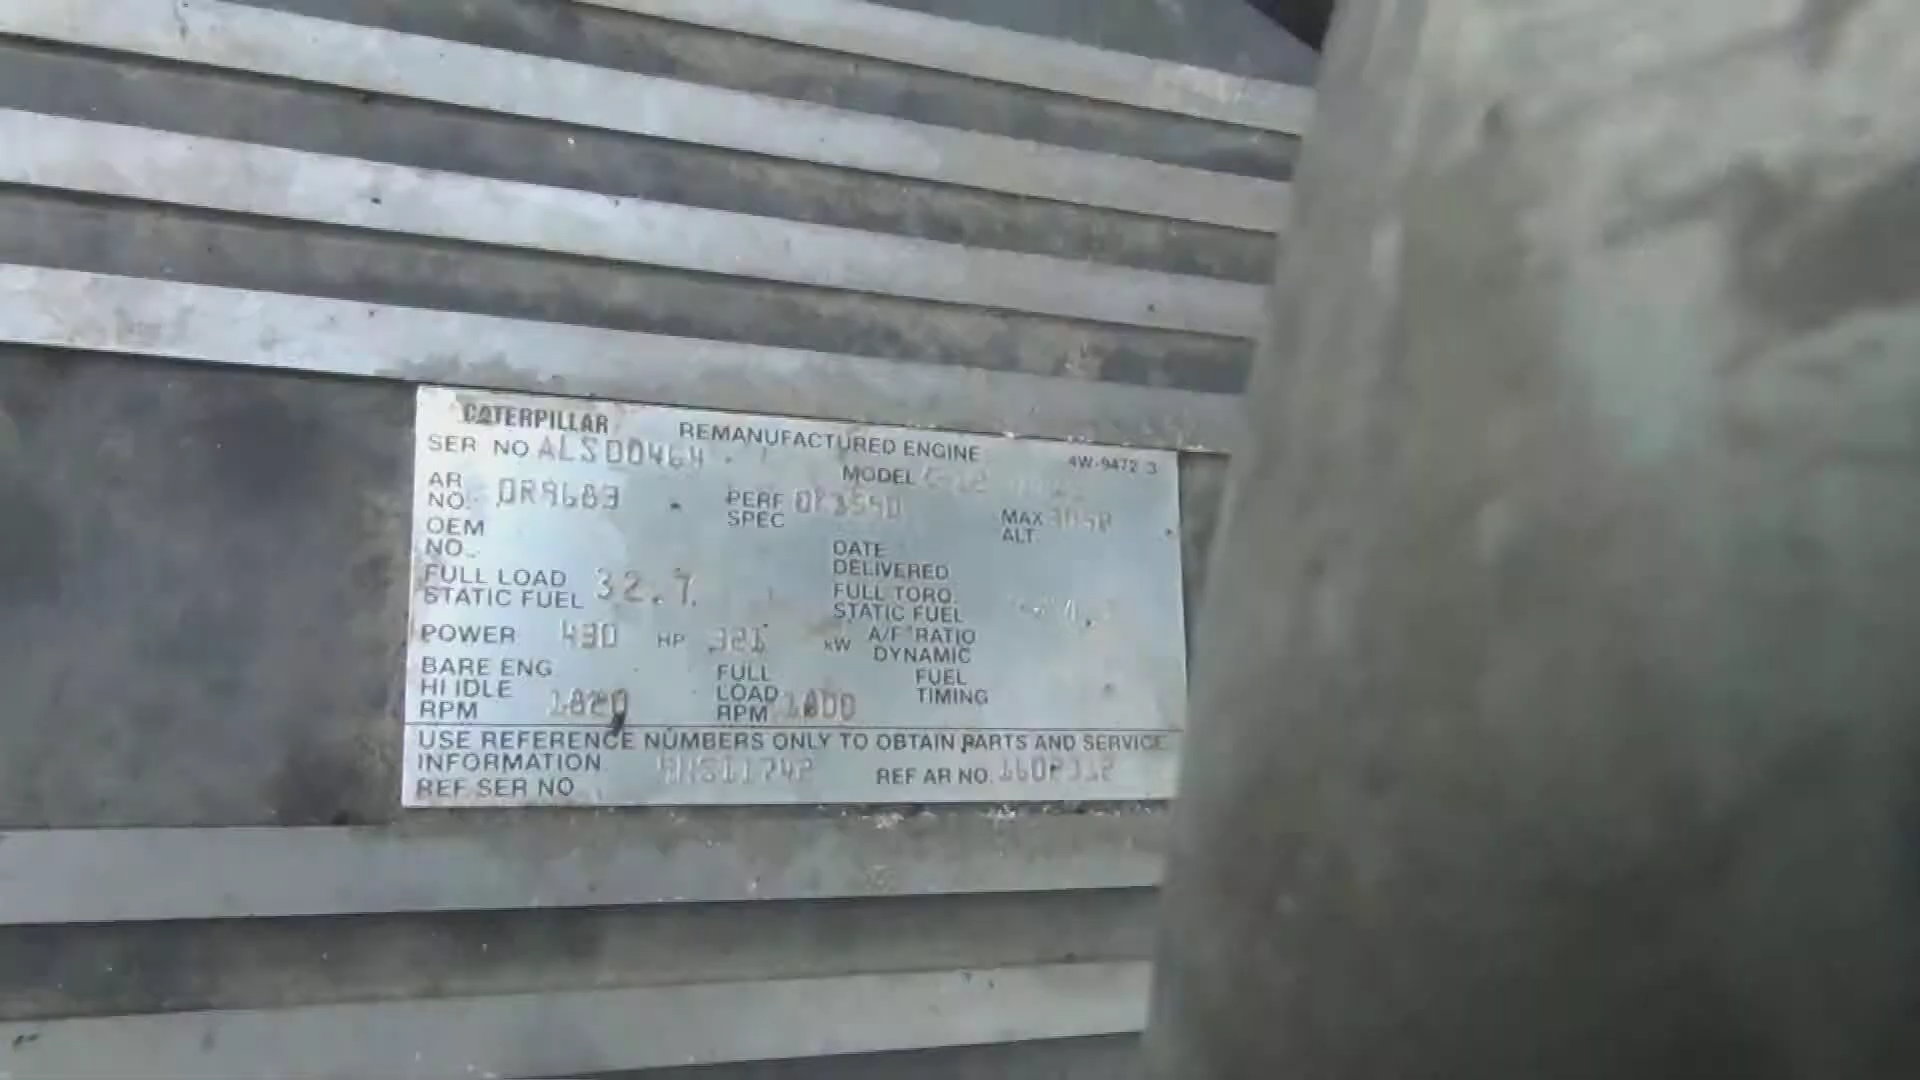 CATERPILLAR REMANUFACTURED ENGINE 4W-9472 3
SER NO ALS00464 MODEL
AR NO. 0R9683 PERF SPEC MAX ALT.
OEM NO. DATE DELIVERED
FULL LOAD STATIC FUEL 32.7 FULL TORQ. STATIC FUEL
POWER 430 HP 321 KW A/F RATIO DYNAMIC
BARE ENG HI IDLE RPM 1820 FULL LOAD RPM 1800 FUEL TIMING
USE REFERENCE NUMBERS ONLY TO OBTAIN PARTS AND SERVICE
INFORMATION.
REF. SER NO REF AR NO.